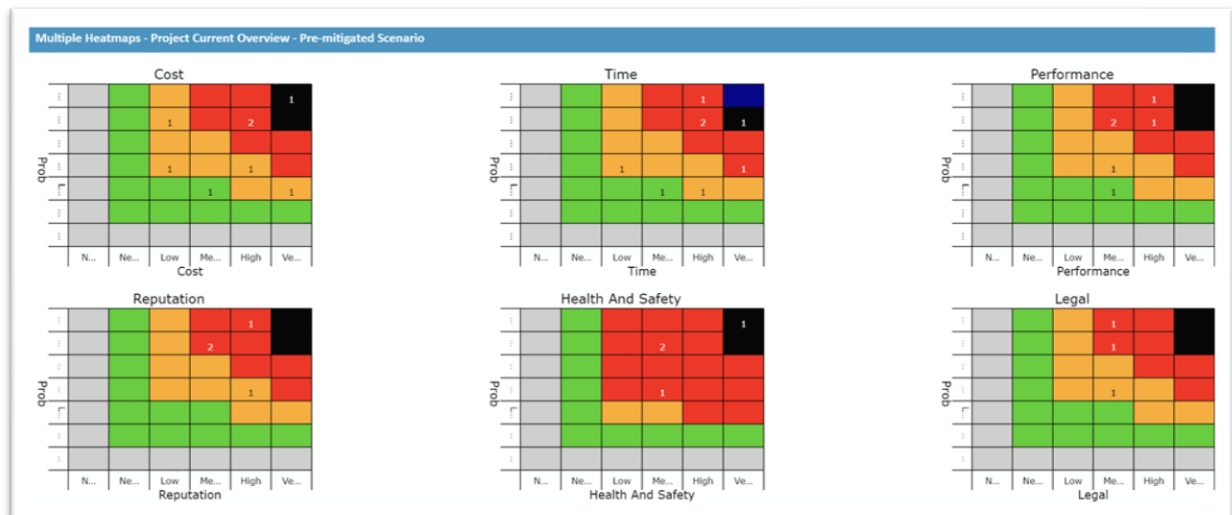 Multiple Heatmaps - Project Current Overview - Pre-mitigated Scenario
Cost
1
1 2
1 1
1 1
Prob
L...
N... Ne... Low Me... High Ve...
Cost
Time
1
2 1
1 1
1 1
Prob
L...
N... Ne... Low Me... High Ve...
Time
Performance
1
2 1
1
1
Prob
L...
N... Ne... Low Me... High Ve...
Performance
Reputation
1
2
1
Prob
L...
N... Ne... Low Me... High Ve...
Reputation
Health And Safety
1
2
1
Prob
L...
N... Ne... Low Me... High Ve...
Health And Safety
Legal
1
1
1
Prob
L...
N... Ne... Low Me... High Ve...
Legal